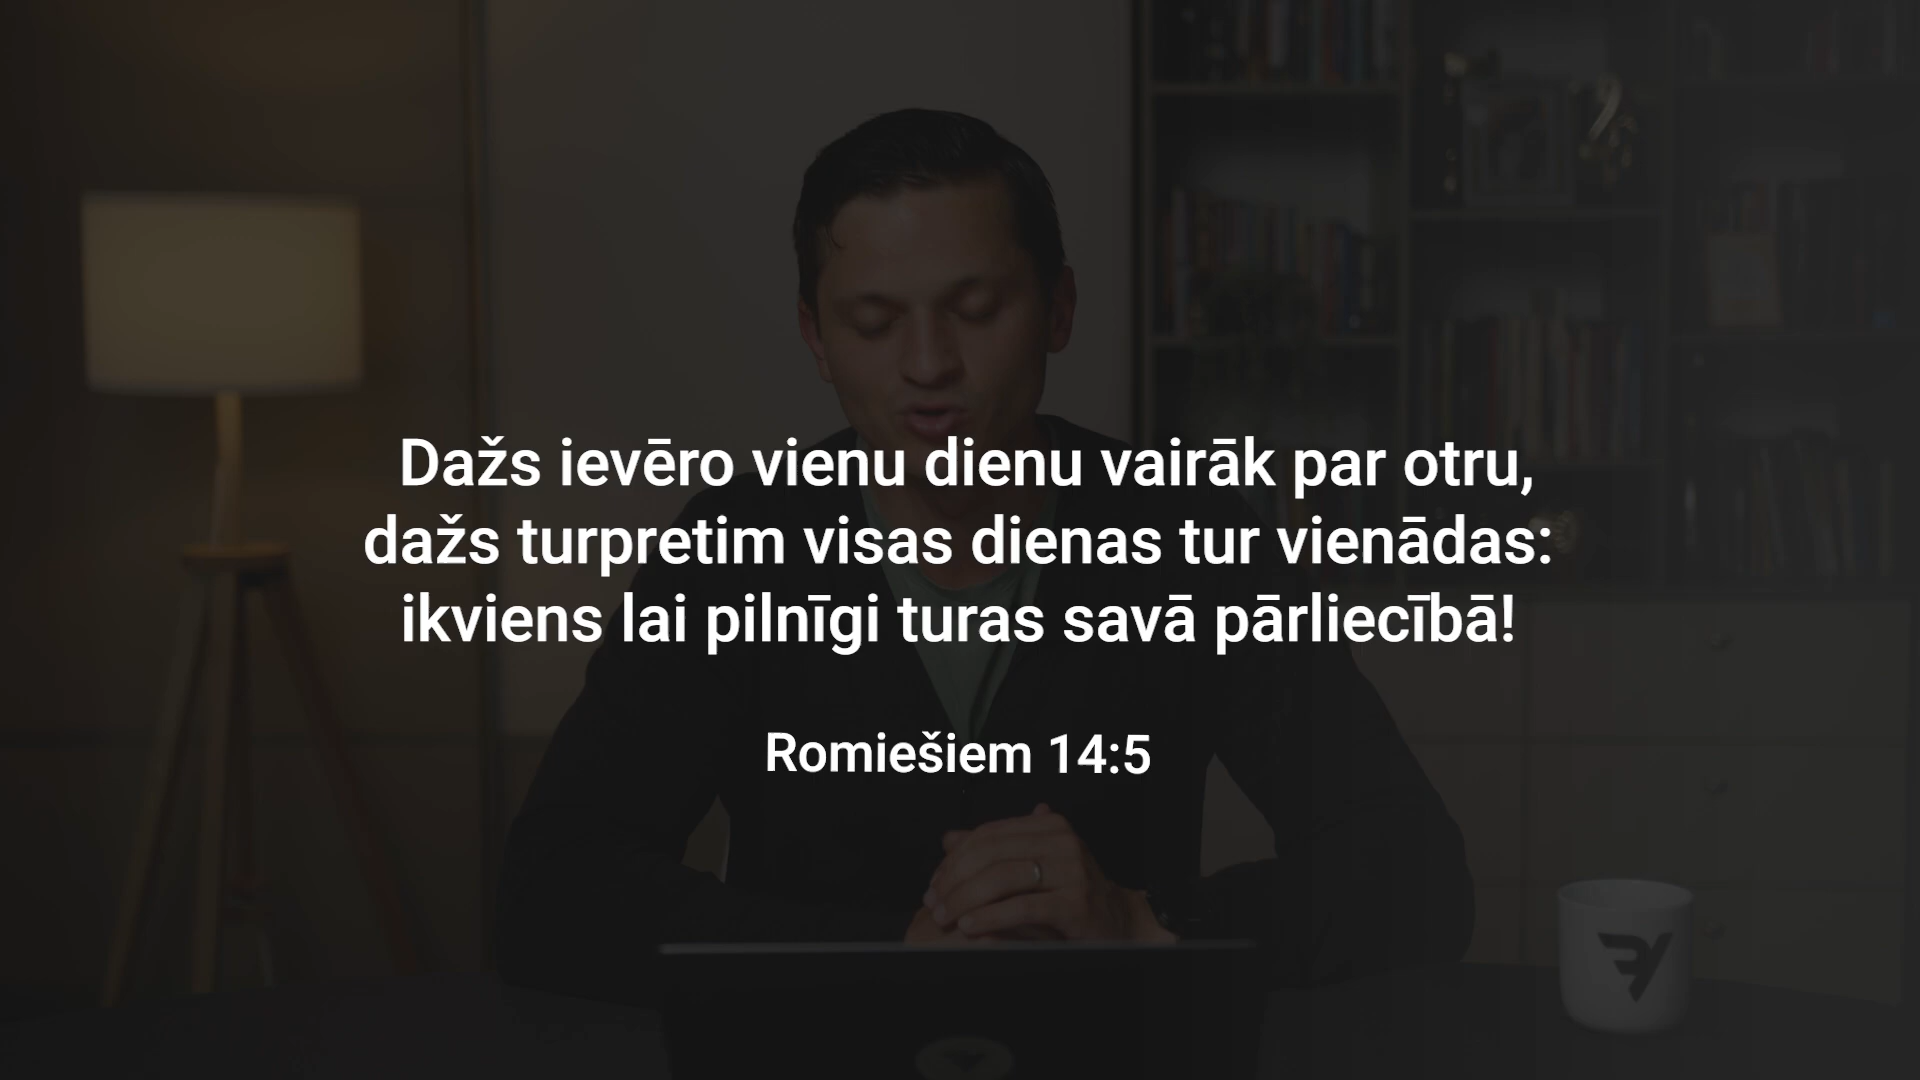 Dažs ievēro vienu dienu vairāk par otru,
dažs turpretim visas dienas tur vienādas:
ikviens lai pilnīgi turas savā pārliecībā!
Romiešiem 14:5